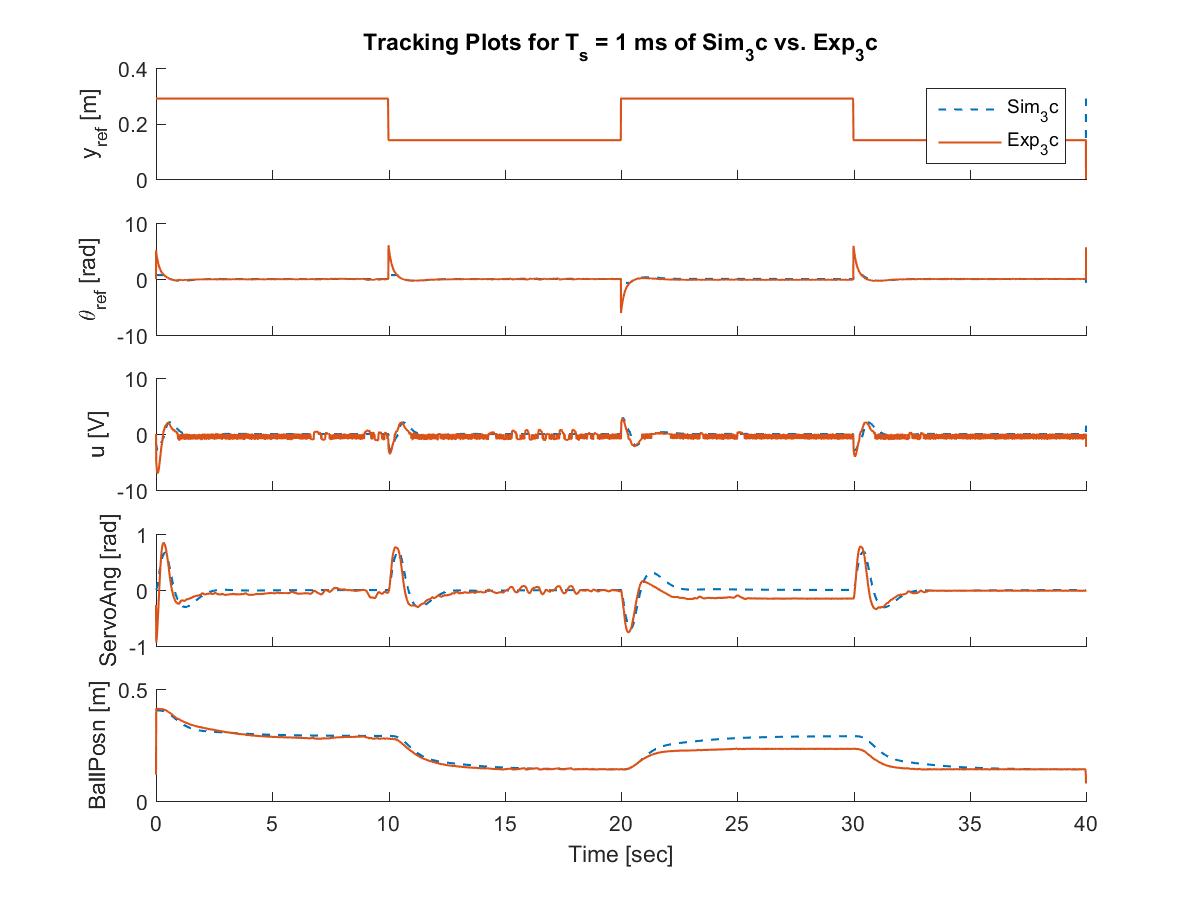 Tracking Plots for Ts = 1 ms of Sim3c vs. Exp3c
0.4
0.2
0
yref [m]
Sim3c
Exp3c
10
0
-10
θref [rad]
10
0
-10
u [V]
1
0
-1
ServoAng [rad]
0.5
0
BallPosn [m]
0 5 10 15 20 25 30 35 40
Time [sec]